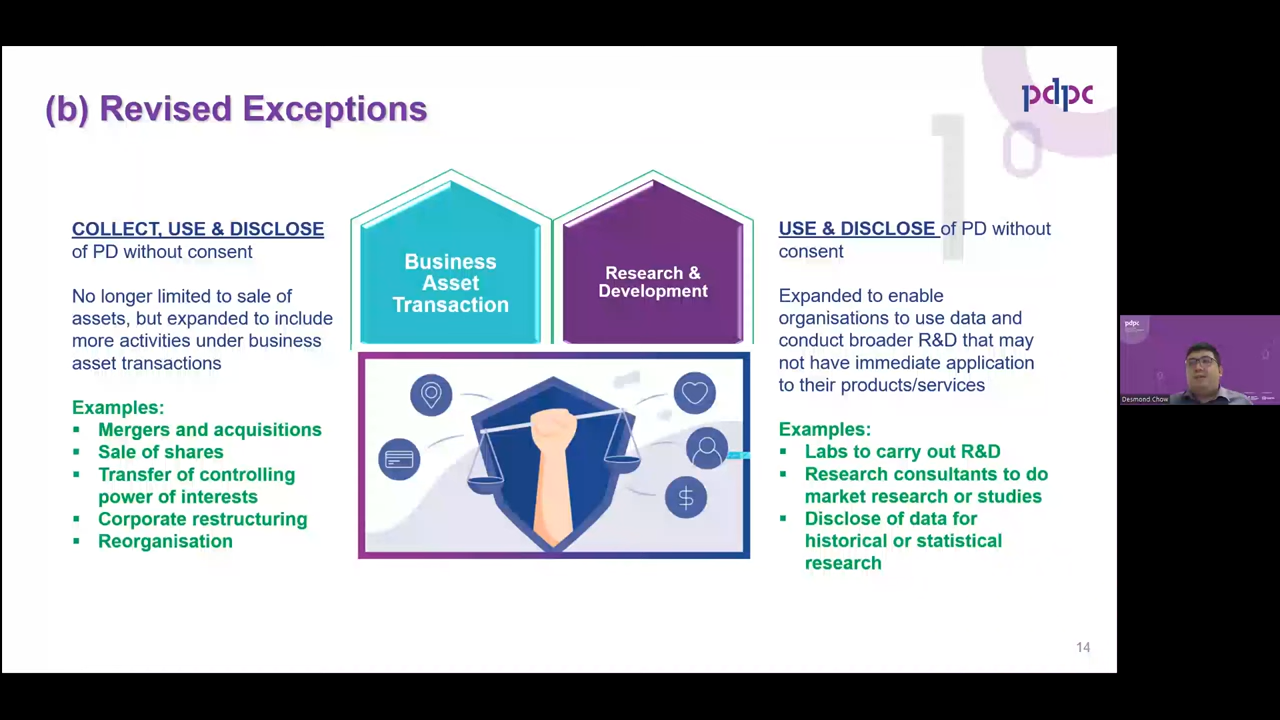 (b) Revised Exceptions
pdpc
COLLECT, USE & DISCLOSE
of PD without consent
No longer limited to sale of
assets, but expanded to include
more activities under business
asset transactions
Examples:
▪ Mergers and acquisitions
▪ Sale of shares
▪ Transfer of controlling
power of interests
▪ Corporate restructuring
▪ Reorganisation
Business
Asset
Transaction
Research &
Development
$
USE & DISCLOSE of PD without
consent
Expanded to enable
organisations to use data and
conduct broader R&D that may
not have immediate application
to their products/services
Examples:
▪ Labs to carry out R&D
▪ Research consultants to do
market research or studies
▪ Disclose of data for
historical or statistical
research
14
pdpc
Desmond Chow